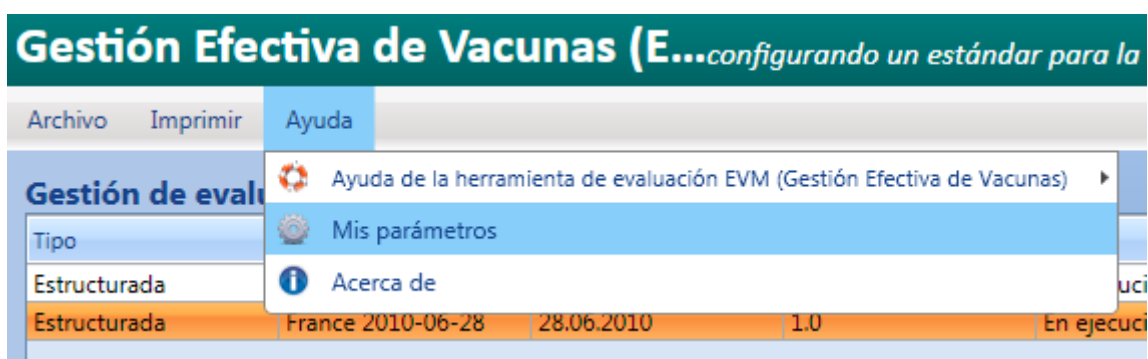 Gestión Efectiva de Vacunas (E...configurando un estándar para la
Archivo Imprimir Ayuda
Ayuda de la herramienta de evaluación EVM (Gestión Efectiva de Vacunas)
Gestión de evalu
Mis parámetros
Tipo
Acerca de
Estructurada uci
Estructurada France 2010-06-28 28.06.2010 1.0 En ejecuci